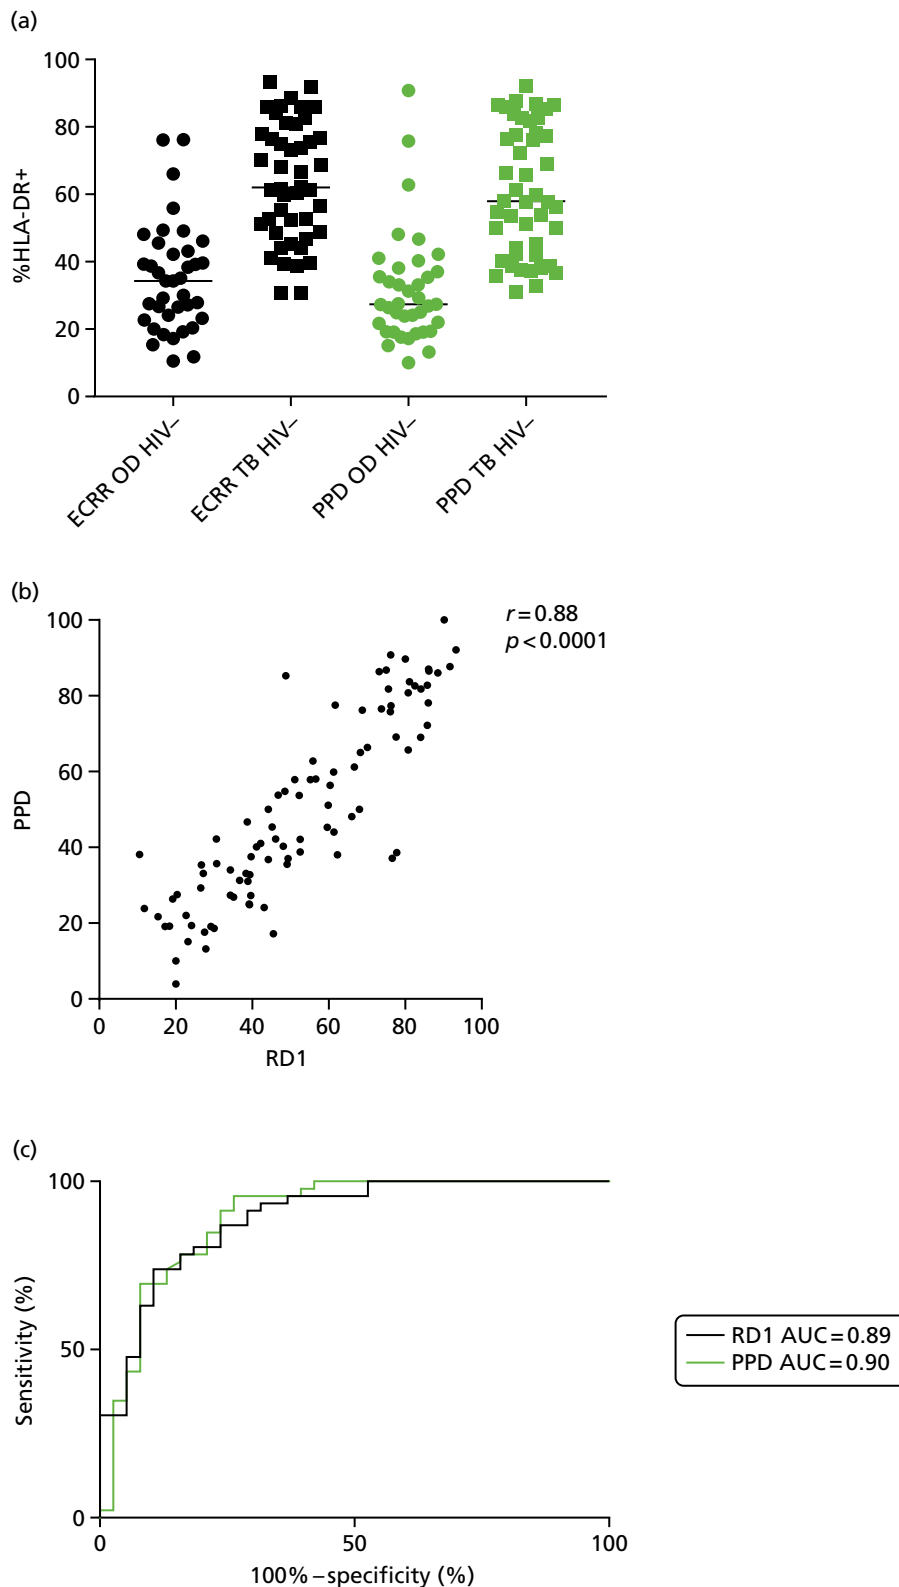 (a)
100
80
60
40
20
0
%HLA-DR+
ECRR OD HIV–
ECRR TB HIV–
PPD OD HIV–
PPD TB HIV–
(b)
r=0.88
p<0.0001
100
80
60
40
20
0
PPD
0 20 40 60 80 100
RD1
(c)
100
50
0
Sensitivity (%)
0 50 100
100%–specificity (%)
RD1 AUC=0.89
PPD AUC=0.90